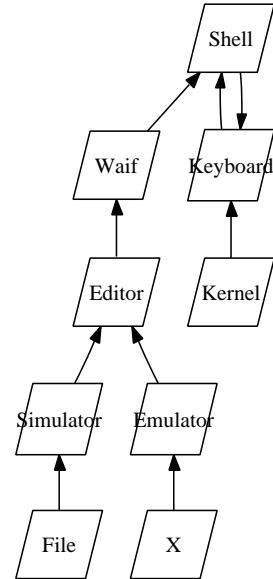 Shell
Waif
Keyboard
Editor
Kernel
Simulator
Emulator
File
X